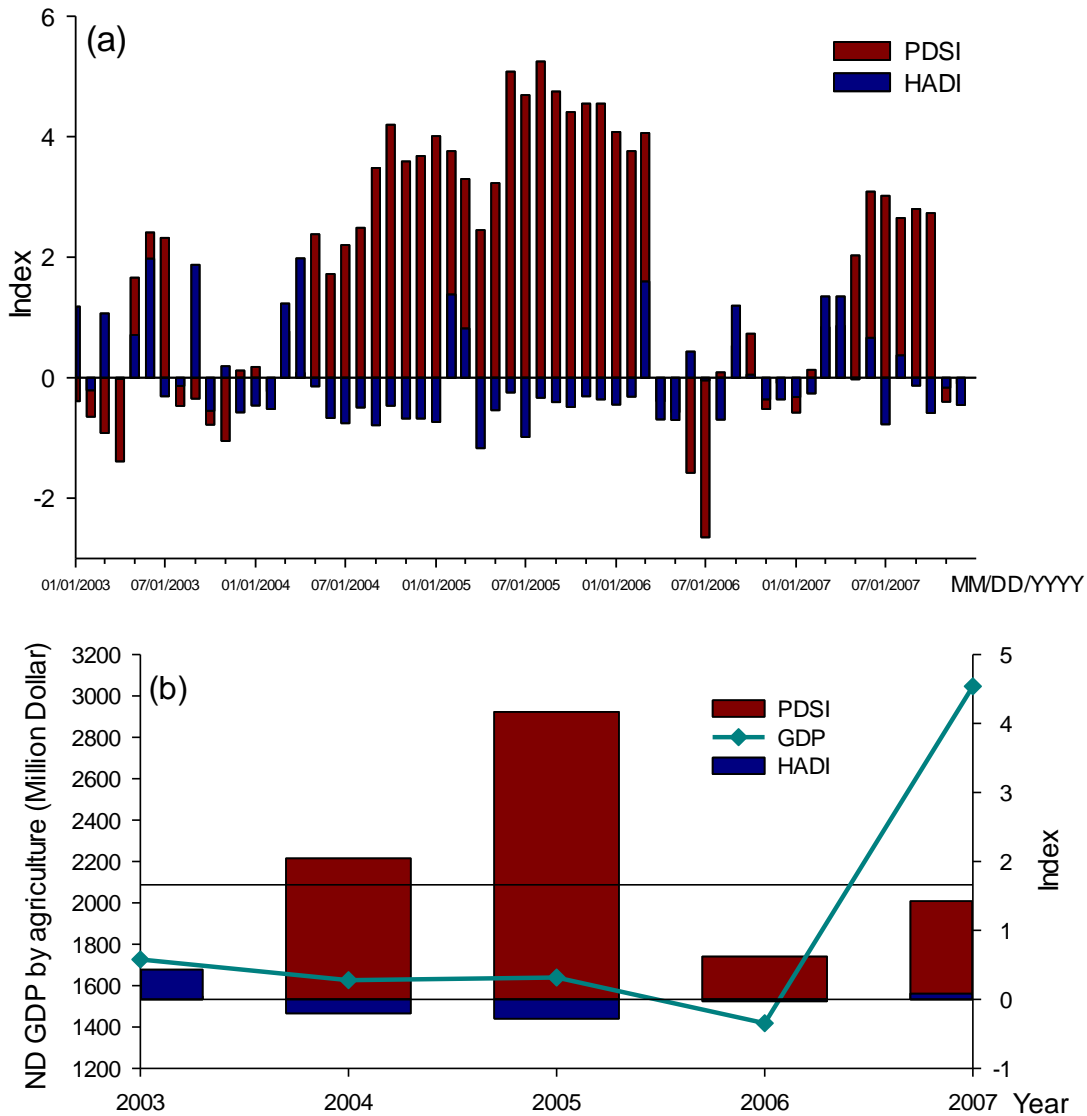 (a)
PDSI
HADI
6
4
2
0
-2
Index
01/01/2003 07/01/2003 01/01/2004 07/01/2004 01/01/2005 07/01/2005 01/01/2006 07/01/2006 01/01/2007 07/01/2007 MM/DD/YYYY
(b)
PDSI
GDP
HADI
ND GDP by agriculture (Million Dollar)
3200
3000
2800
2600
2400
2200
2000
1800
1600
1400
1200
5
4
3
2
1
0
-1
Index
2003 2004 2005 2006 2007 Year